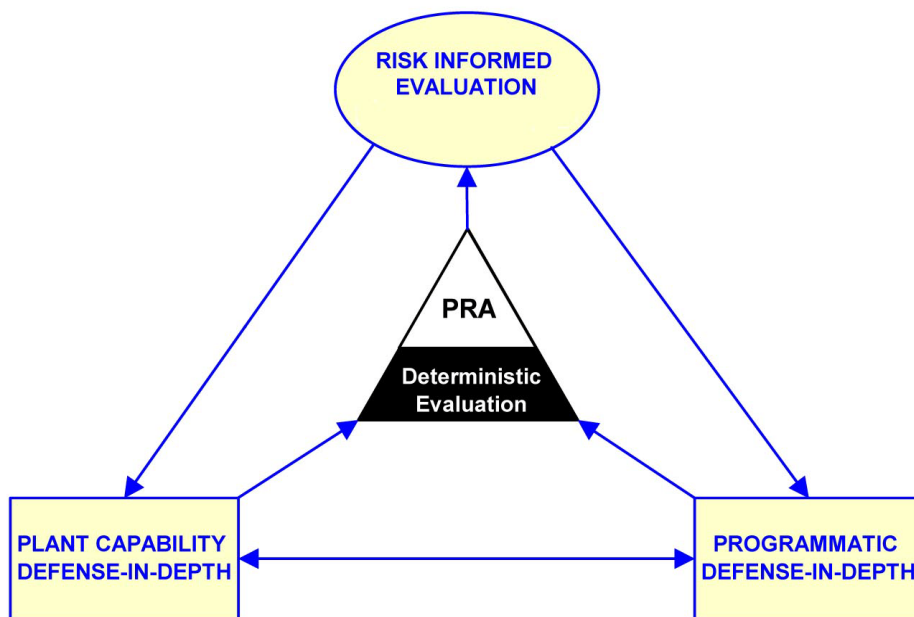 RISK INFORMED
EVALUATION
PRA
Deterministic
Evaluation
PLANT CAPABILITY
DEFENSE-IN-DEPTH
PROGRAMMATIC
DEFENSE-IN-DEPTH